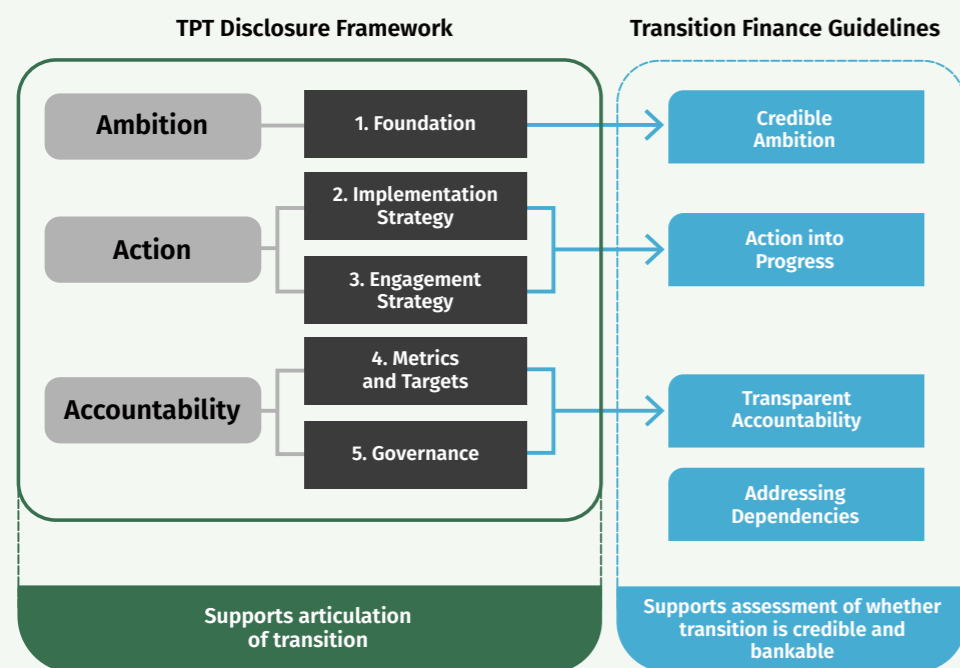 TPT Disclosure Framework
Transition Finance Guidelines
Ambition
1. Foundation
Credible
Ambition
Action
2. Implementation
Strategy
3. Engagement
Strategy
Action into
Progress
Accountability
4. Metrics
and Targets
5. Governance
Transparent
Accountability
Addressing
Dependencies
Supports articulation
of transition
Supports assessment of whether
transition is credible and
bankable